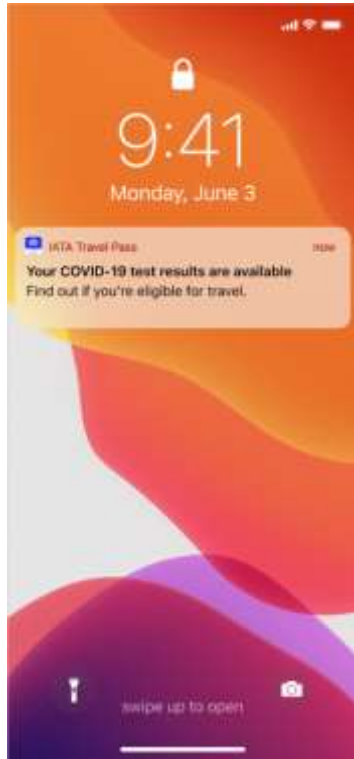 9:41
Monday, June 3
IATA Travel Pass now
Your COVID-19 test results are available
Find out if you're eligible for travel.
swipe up to open